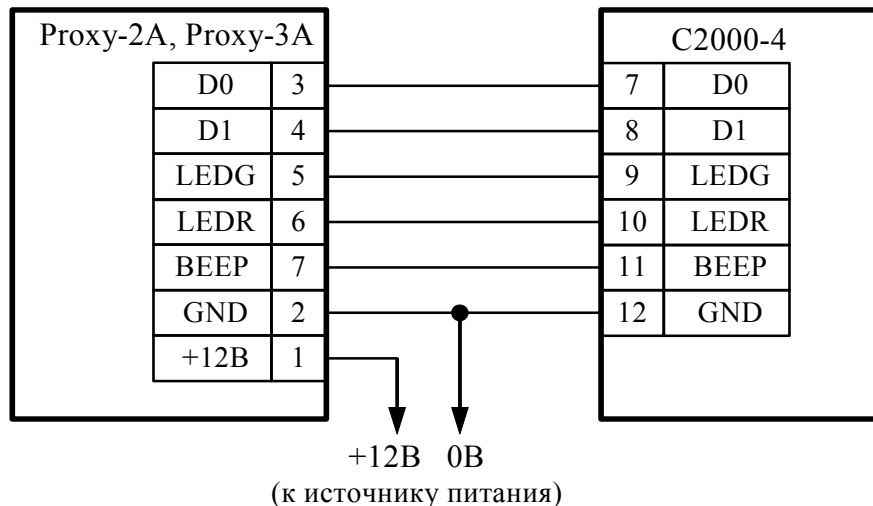 Proxy-2A, Proxy-3A C2000-4
D0 3 7 D0
D1 4 8 D1
LEDG 5 9 LEDG
LEDR 6 10 LEDR
BEEP 7 11 BEEP
GND 2 12 GND
+12В 1
+12В 0В
(к источнику питания)